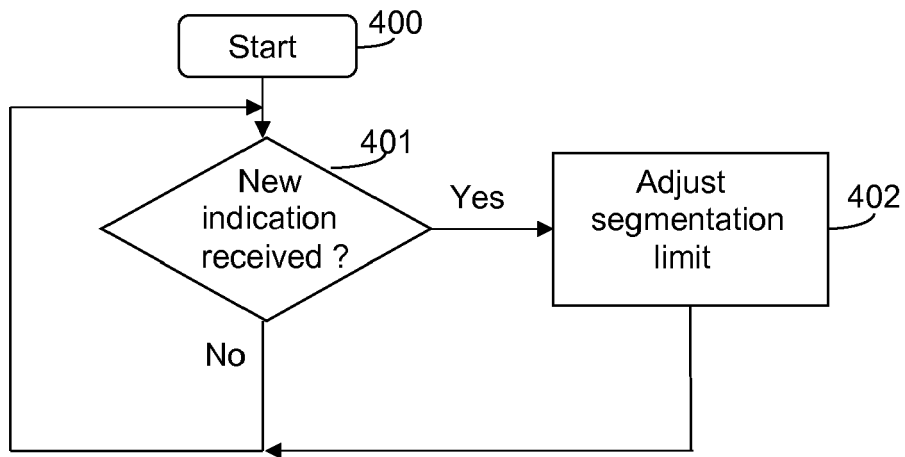 Start
400
401
New
indication
received ?
Yes
Adjust
segmentation
limit
402
No